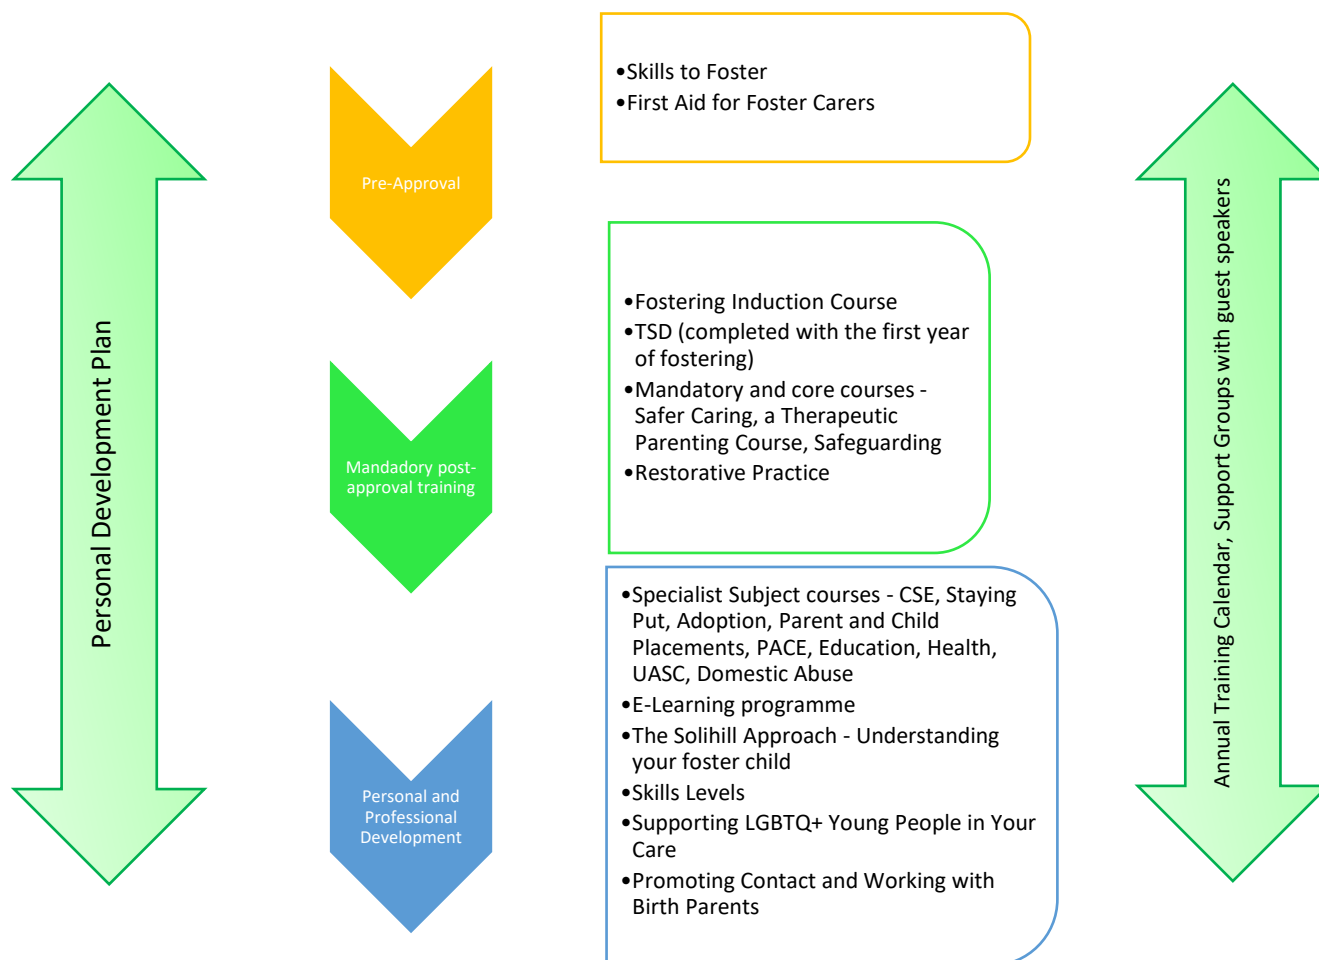 Personal Development Plan
Pre-Approval
•Skills to Foster
•First Aid for Foster Carers
Mandadory post-
approval training
•Fostering Induction Course
•TSD (completed with the first year
of fostering)
•Mandatory and core courses -
Safer Caring, a Therapeutic
Parenting Course, Safeguarding
•Restorative Practice
Personal and
Professional
Development
•Specialist Subject courses - CSE, Staying
Put, Adoption, Parent and Child
Placements, PACE, Education, Health,
UASC, Domestic Abuse
•E-Learning programme
•The Solihill Approach - Understanding
your foster child
•Skills Levels
•Supporting LGBTQ+ Young People in Your
Care
•Promoting Contact and Working with
Birth Parents
Annual Training Calendar, Support Groups with guest speakers